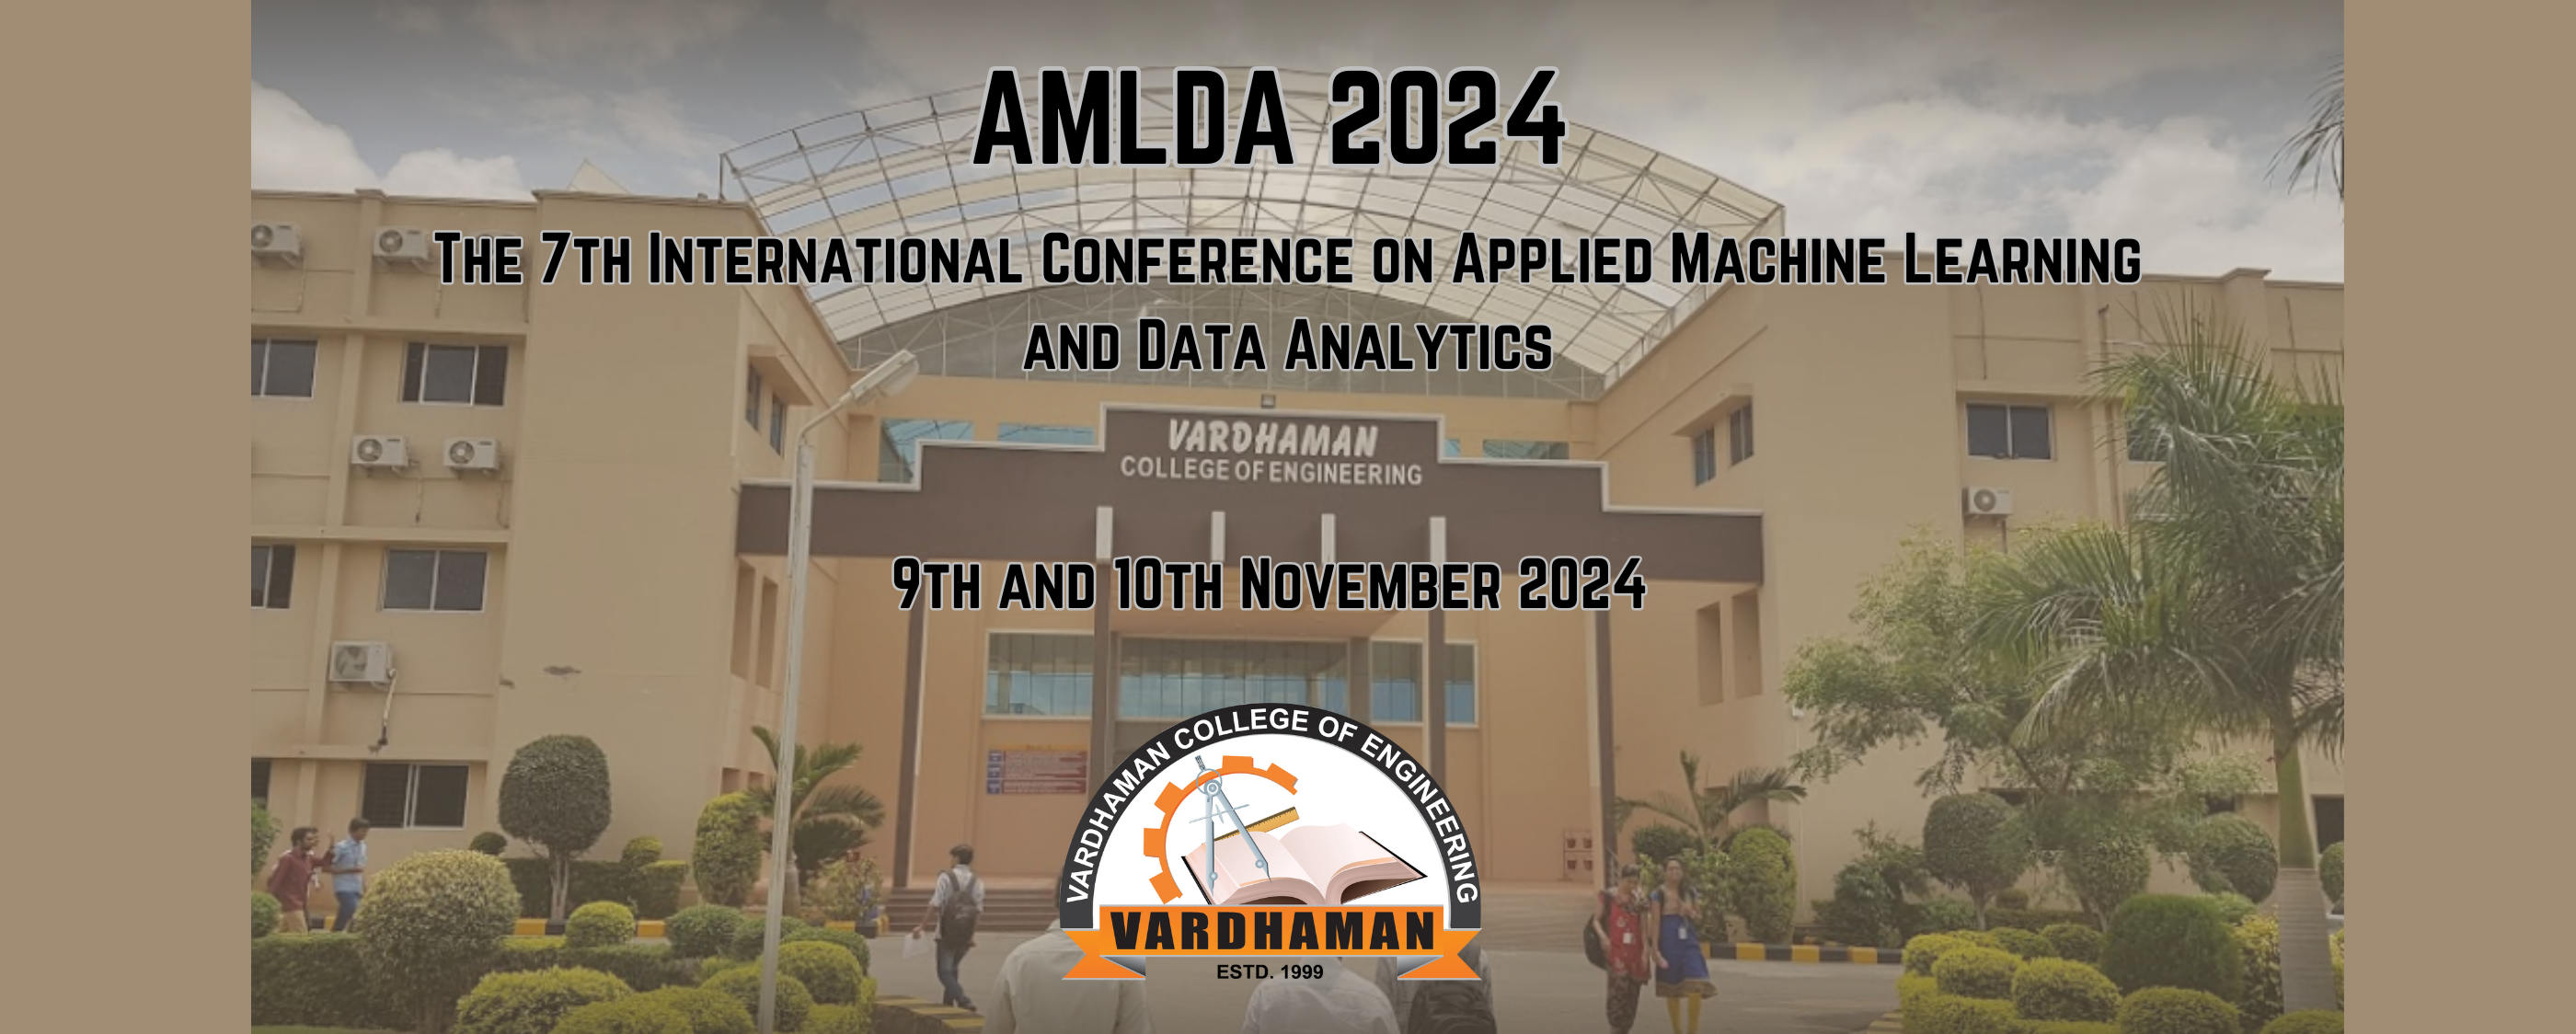 AMLDA 2024
The 7th International Conference on Applied Machine Learning
and Data Analytics
VARDHAMAN
COLLEGE OF ENGINEERING
9th and 10th November 2024
VARDHAMAN COLLEGE OF ENGINEERING
VARDHAMAN
ESTD. 1999